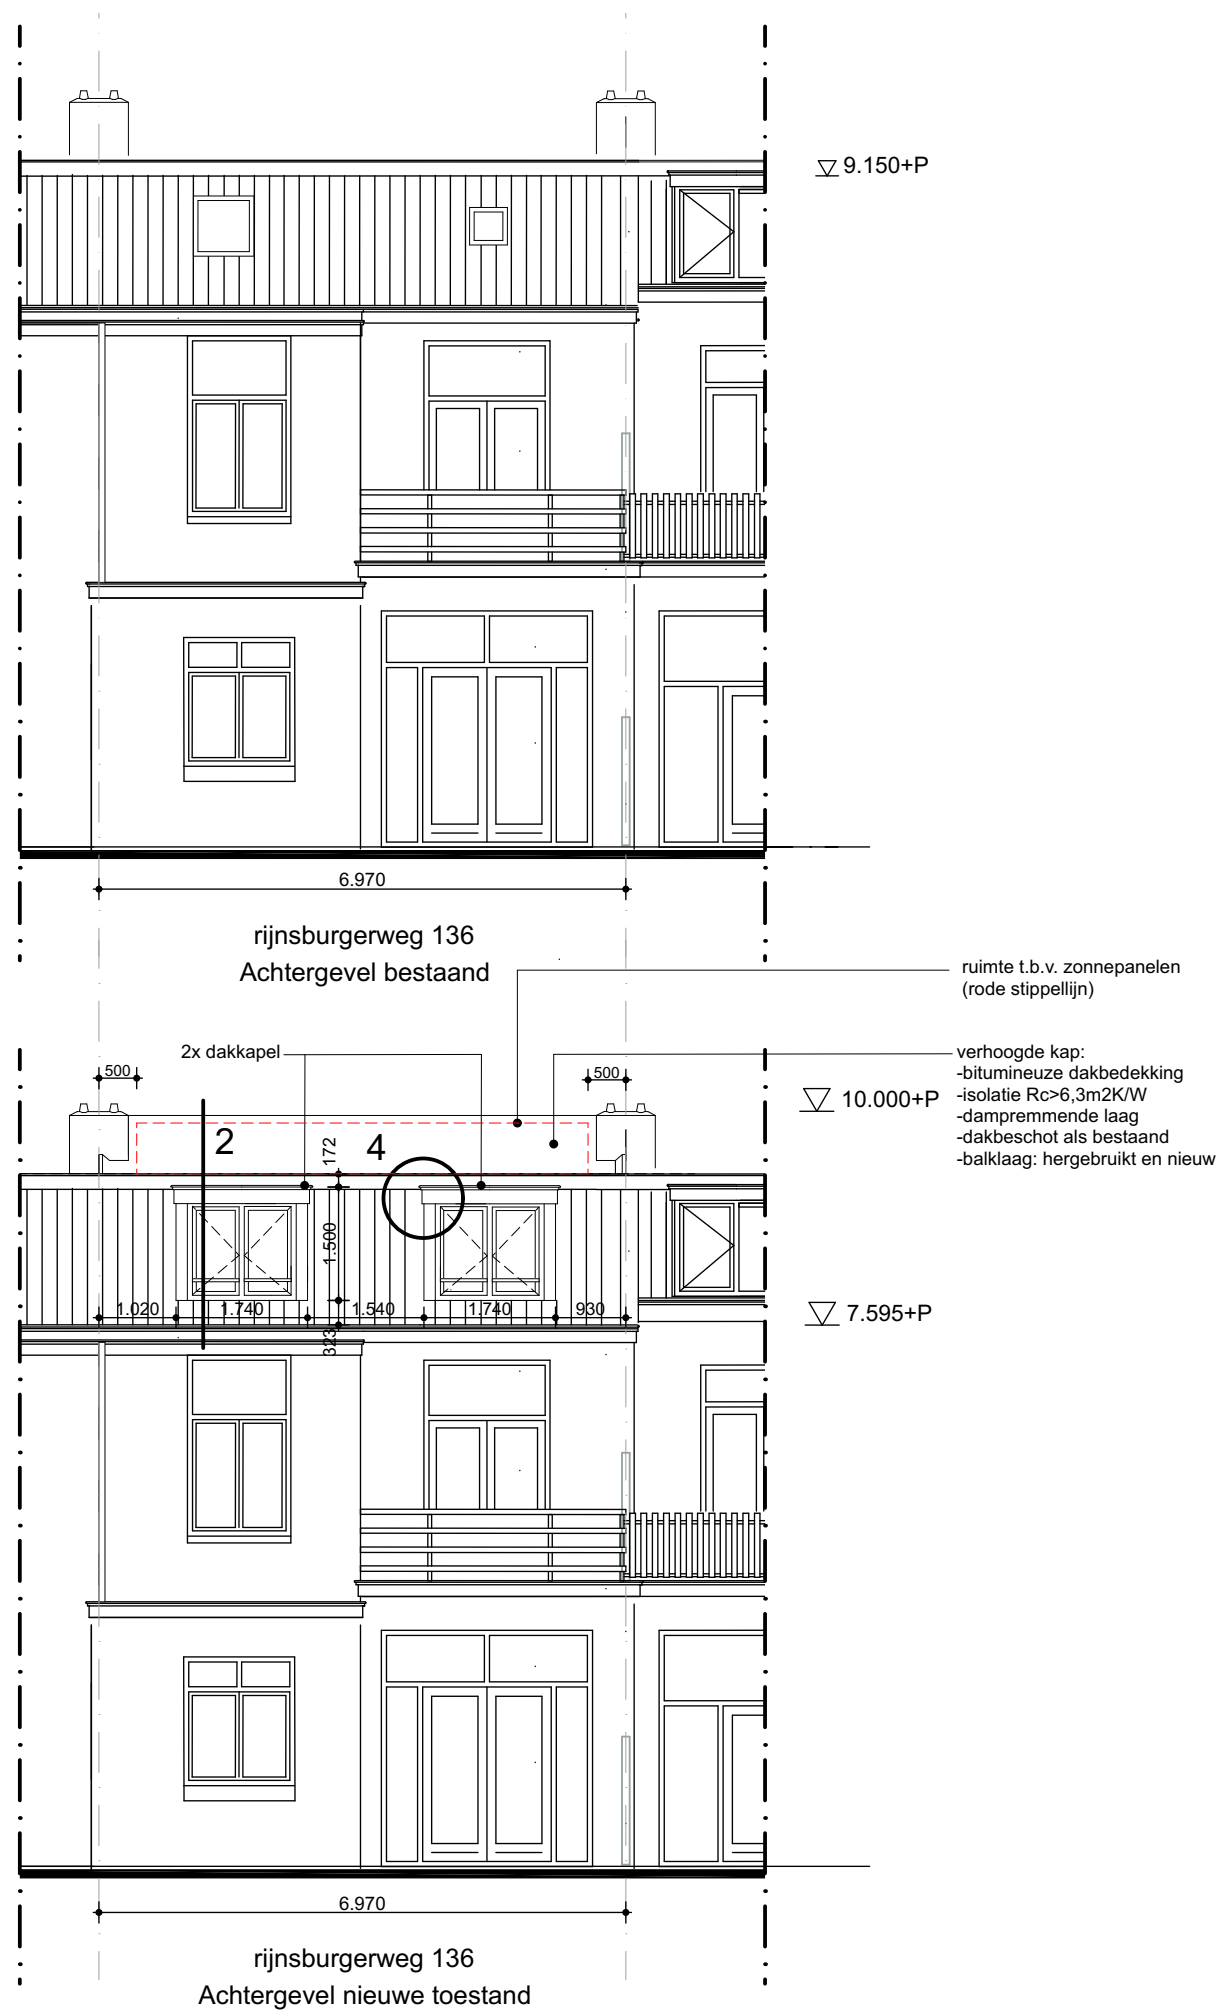 9.150+P
6.970
rijnsburgerweg 136
Achtergevel bestaand
ruimte t.b.v. zonnepanelen
(rode stippellijn)
2x dakkapel
verhoogde kap:
-bitumineuze dakbedekking
-isolatie Rc>6,3m2K/W
-dampremmende laag
-dakbeschot als bestaand
-balklaag: hergebruikt en nieuw
500
500
10.000+P
2
4
172
1.500
1.020
1.740
1.540
1.740
930
7.595+P
323
6.970
rijnsburgerweg 136
Achtergevel nieuwe toestand